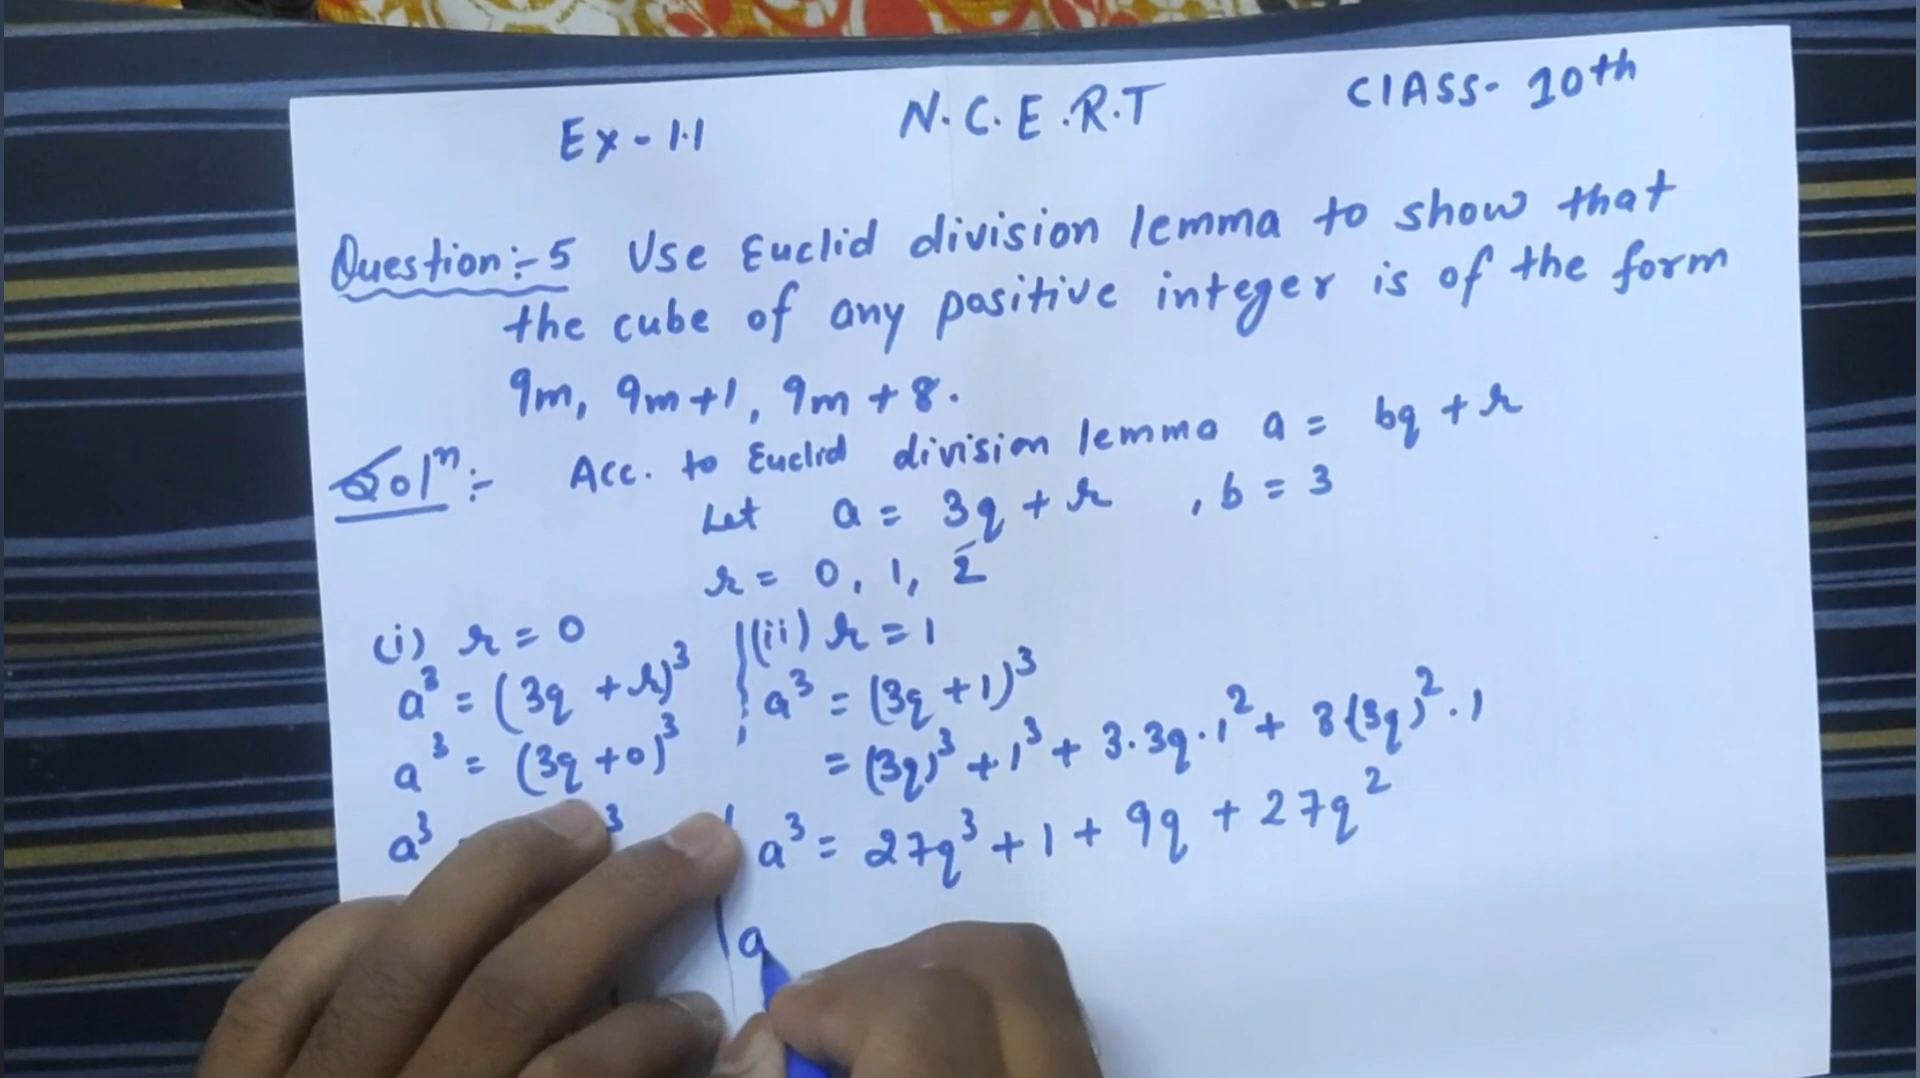 Ex - 1.1 N.C.E.R.T CIASS- 10th
Question:- 5 Use Euclid division lemma to show that
the cube of any positive integer is of the form
9m, 9m+1, 9m+8.
Solⁿ:- Acc. to Euclid division lemma a = bq + r
Let a = 3q + r , b = 3
r = 0, 1, 2
(i) r = 0
a³ = (3q + r)³
a³ = (3q + 0)³
a³ ³
(ii) r = 1
a³ = (3q + 1)³
= (3q)³ + 1³ + 3.3q.1² + 3(3q)².1
a³ = 27q³ + 1 + 9q + 27q²
a